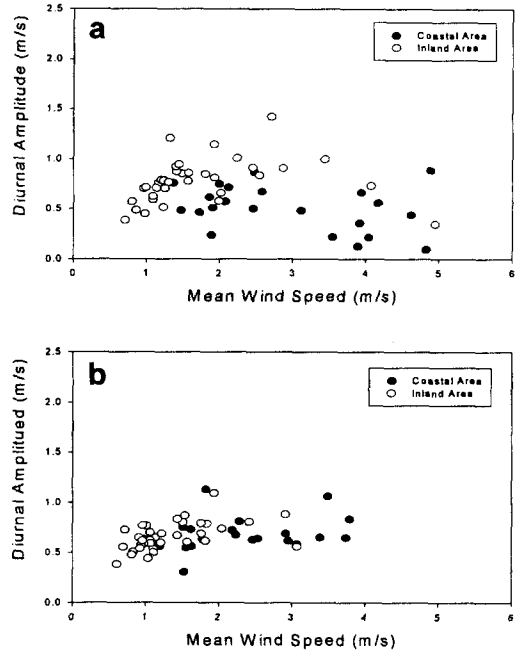 a
Coastal Area
Inland Area
Diurnal Amplitude (m/s)
2.5
2.0
1.5
1.0
0.5
0.0
0 1 2 3 4 5 6
Mean Wind Speed (m/s)
b
Coastal Area
Inland Area
Diurnal Amplitued (m/s)
2.5
2.0
1.5
1.0
0.5
0.0
0 1 2 3 4 5 6
Mean Wind Speed (m/s)